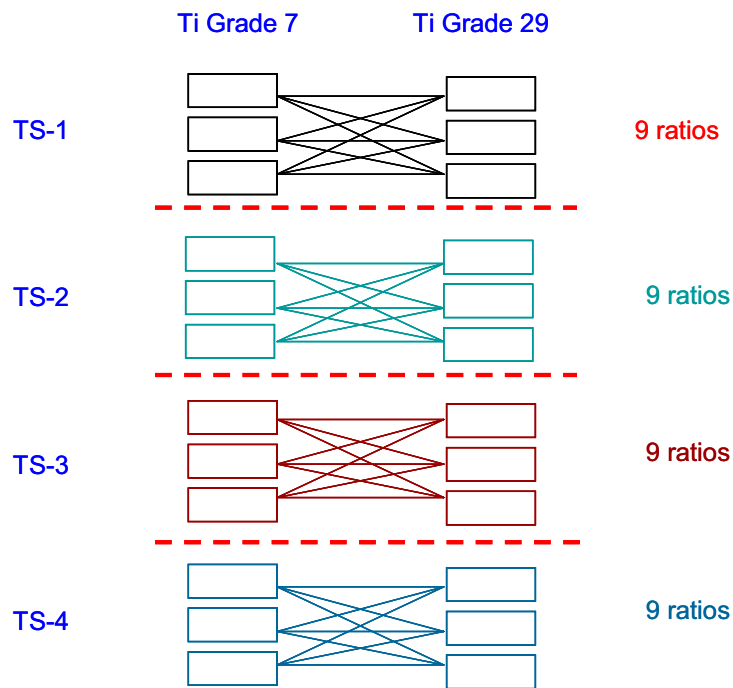 Ti Grade 7 Ti Grade 29
TS-1 9 ratios
TS-2 9 ratios
TS-3 9 ratios
TS-4 9 ratios